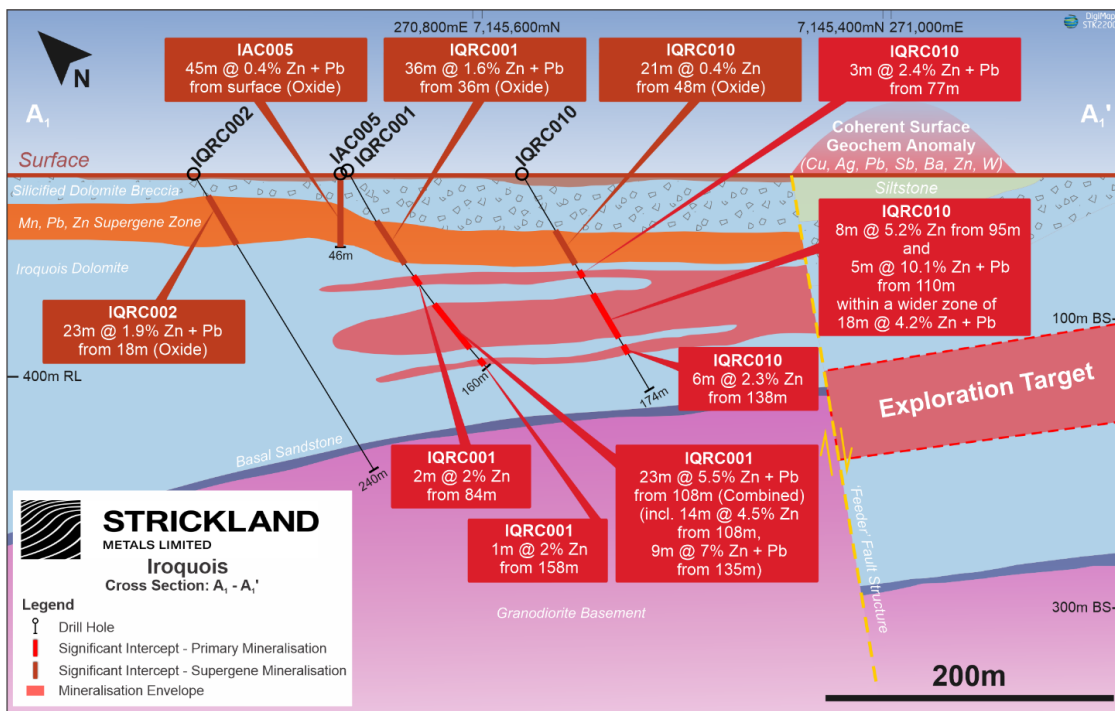 DigiMap
STK2200
270,800mE 7,145,600mN
7,145,400mN 271,000mE
N
A₁
A₁'
IAC005
45m @ 0.4% Zn + Pb
from surface (Oxide)
IQRC001
36m @ 1.6% Zn + Pb
from 36m (Oxide)
IQRC010
21m @ 0.4% Zn
from 48m (Oxide)
IQRC010
3m @ 2.4% Zn + Pb
from 77m
IQRC002
IAC005
IQRC001
IQRC010
Coherent Surface
Geochem Anomaly
(Cu, Ag, Pb, Sb, Ba, Zn, W)
Surface
Silicified Dolomite Breccia
Siltstone
Mn, Pb, Zn Supergene Zone
46m
Iroquois Dolomite
IQRC010
8m @ 5.2% Zn from 95m
and
5m @ 10.1% Zn + Pb
from 110m
within a wider zone of
18m @ 4.2% Zn + Pb
IQRC002
23m @ 1.9% Zn + Pb
from 18m (Oxide)
100m BS
400m RL
160m
174m
IQRC010
6m @ 2.3% Zn
from 138m
Exploration Target
Basal Sandstone
240m
IQRC001
2m @ 2% Zn
from 84m
IQRC001
1m @ 2% Zn
from 158m
IQRC001
23m @ 5.5% Zn + Pb
from 108m (Combined)
(incl. 14m @ 4.5% Zn
from 108m,
9m @ 7% Zn + Pb
from 135m)
'Feeder' Fault Structure
300m BS
Granodiorite Basement
200m
STRICKLAND
METALS LIMITED
Iroquois
Cross Section: A₁ - A₁'
Legend
Drill Hole
Significant Intercept - Primary Mineralisation
Significant Intercept - Supergene Mineralisation
Mineralisation Envelope